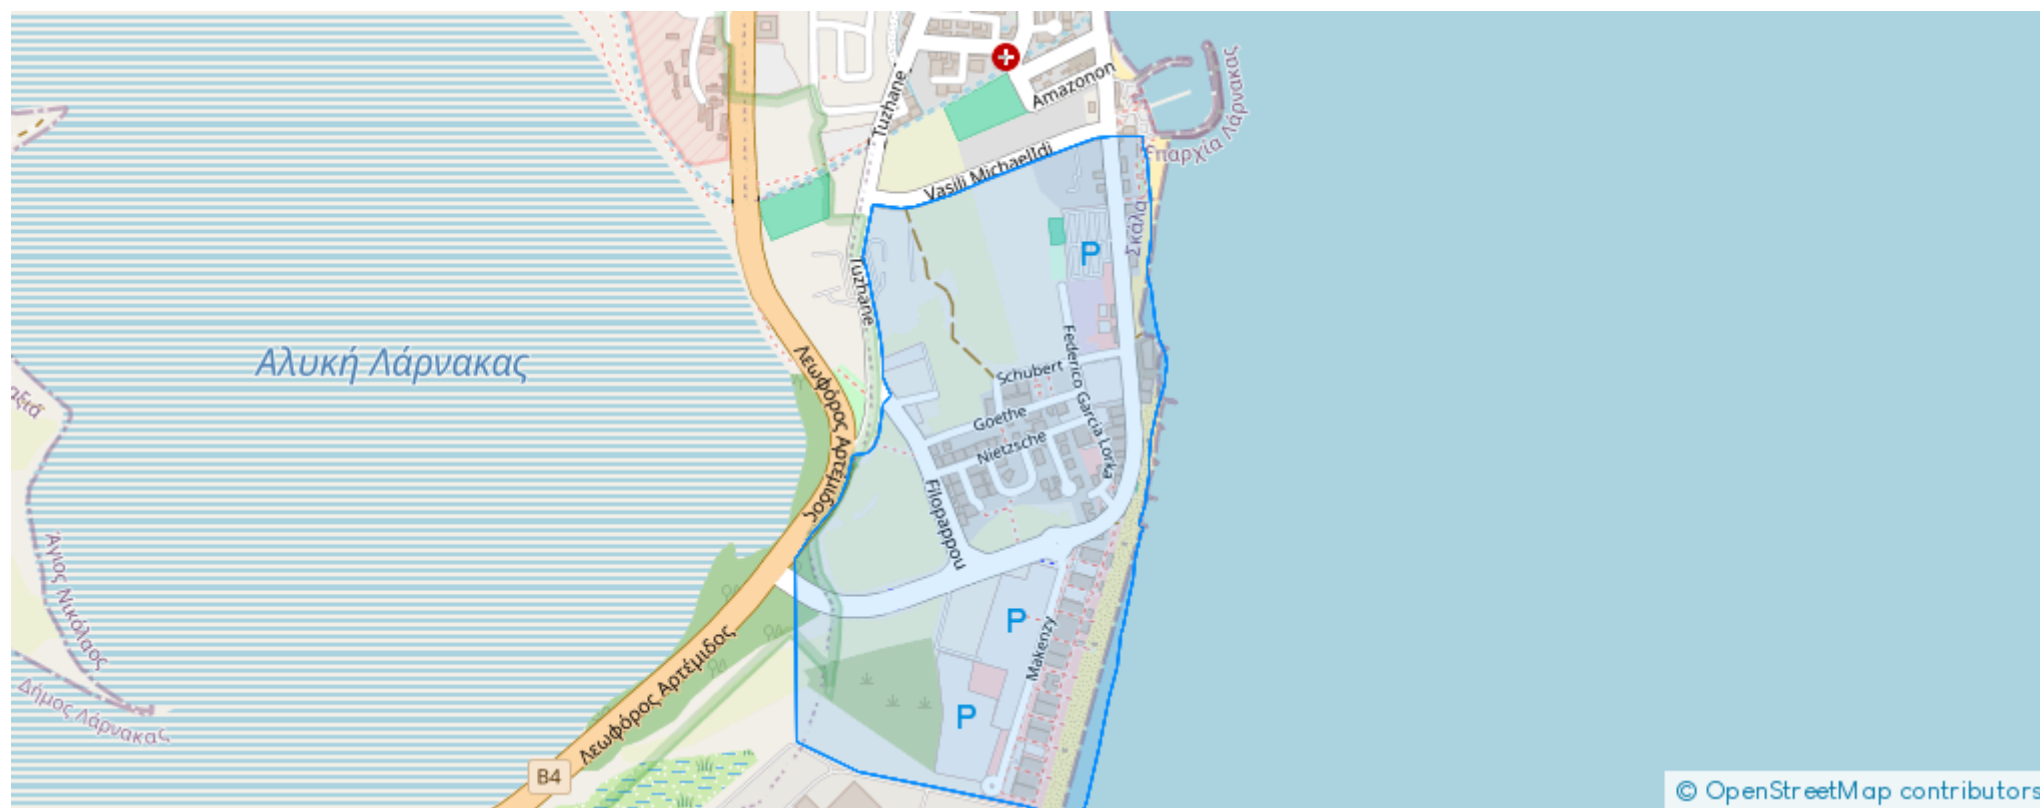 Tuzhane
Amazonon
Επαρχία Λάρνακας
Vasili Michaelidi
Σκάλα
P
Tuzhane
Αλυκή Λάρνακας
Λεωφόρος Αρτέμιδος
Schubert
Federico Garcia Lorka
Goethe
Nietzsche
Filopappou
Άγιος Νικόλαος
Δήμος Λάρνακας
P
Makenzy
Λεωφόρος Αρτέμιδος
P
B4
© OpenStreetMap contributors